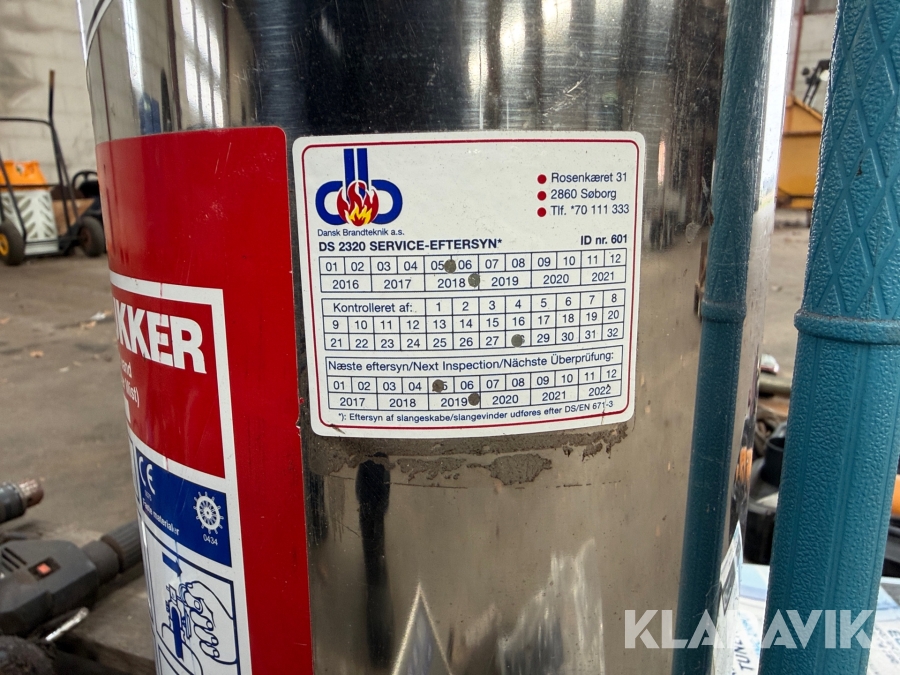 Dansk Brandteknik a.s.
Rosenkæret 31
2860 Søborg
Tlf. *70 111 333
DS 2320 SERVICE-EFTERSYN*
ID nr. 601
01 02 03 04 05 06 07 08 09 10 11 12
2016 2017 2018 2019 2020 2021
Kontrolleret af: 1 2 3 4 5 6 7 8
9 10 11 12 13 14 15 16 17 18 19 20
21 22 23 24 25 26 27 29 30 31 32
Næste eftersyn/Next Inspection/Nächste Überprüfung:
01 02 03 04 05 06 07 08 09 10 11 12
2017 2018 2019 2020 2021 2022
*): Eftersyn af slangeskabe/slangevinder udføres efter DS/EN 671-3
KKER
CE
0434
KLARAVIK